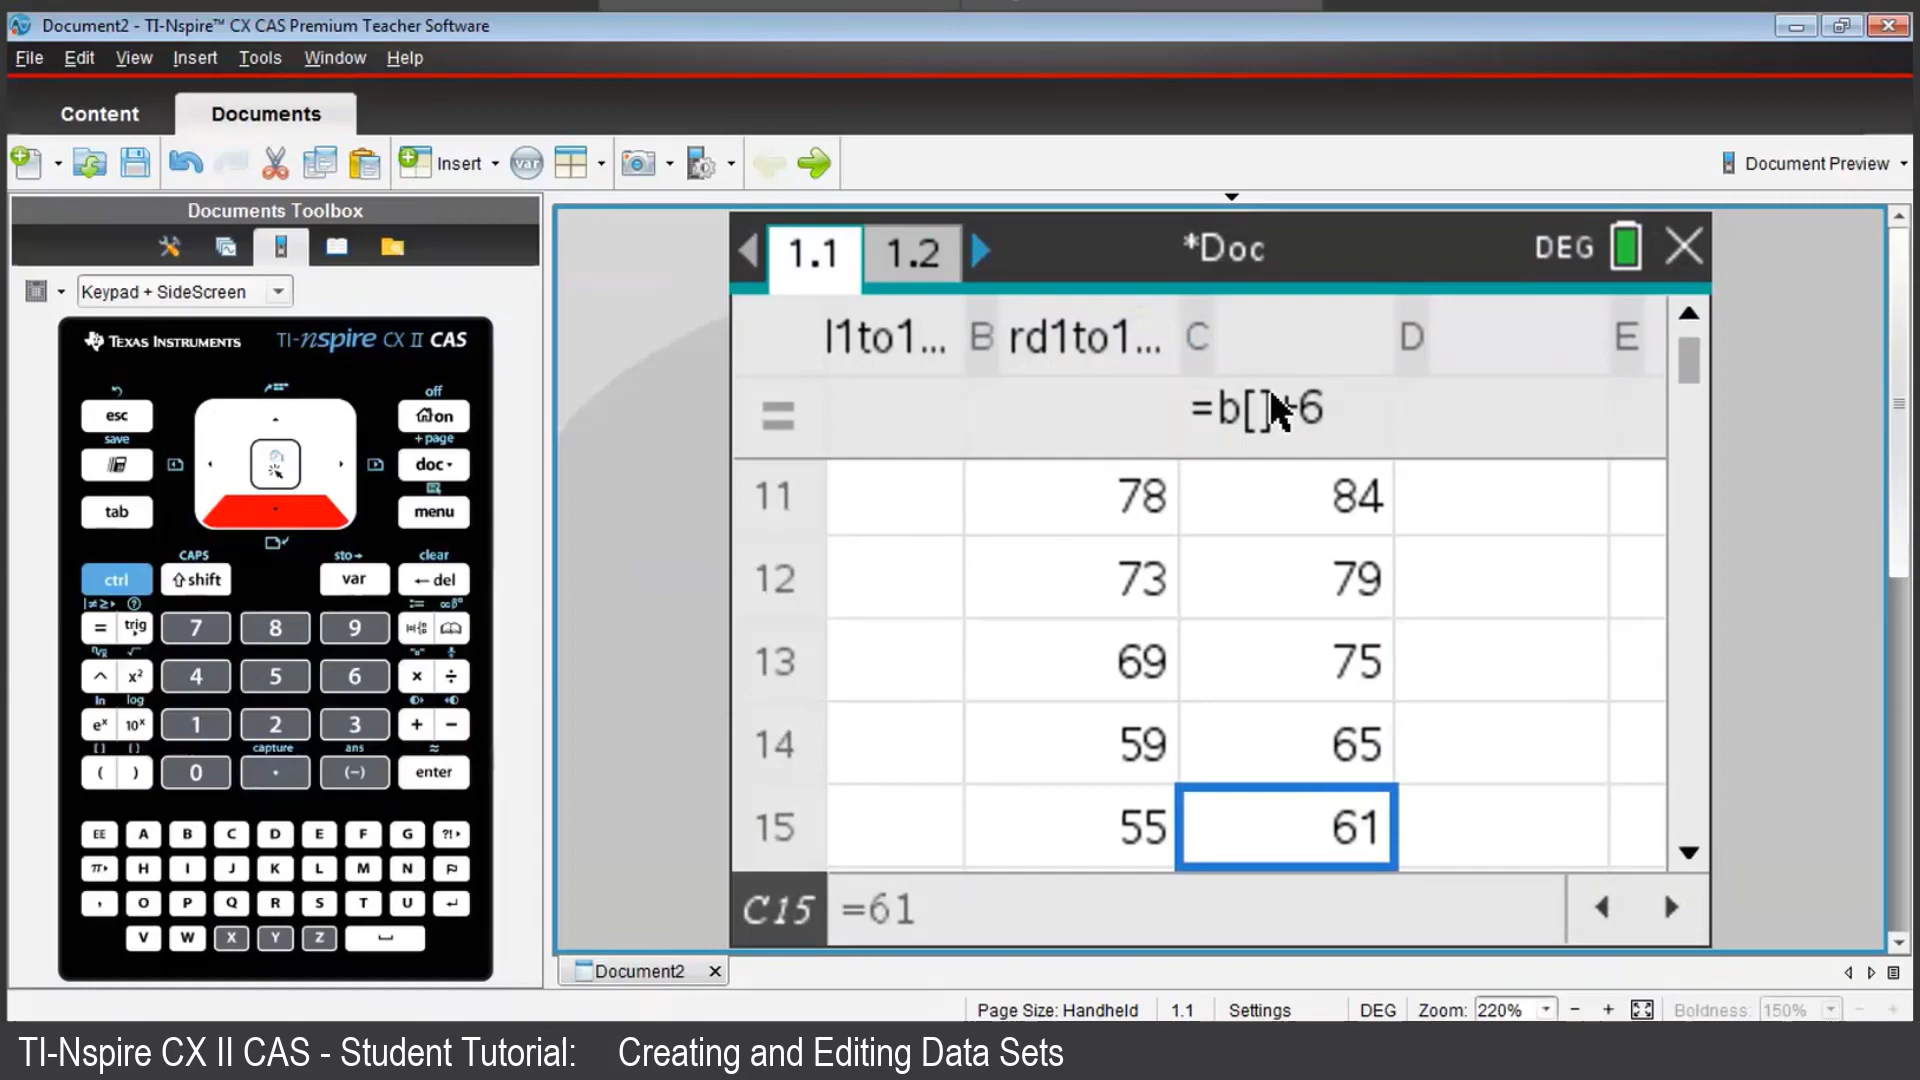 Document2 - TI-Nspire™ CX CAS Premium Teacher Software
File Edit View Insert Tools Window Help
Content Documents
Insert var Document Preview
Documents Toolbox
Keypad + SideScreen
TEXAS INSTRUMENTS TI-nspire CX II CAS
off
esc on
save +page
doc
tab menu
CAPS sto→ clear
ctrl shift var ←del
= trig 7 8 9
^ x² 4 5 6 × ÷
ln log
eˣ 10ˣ 1 2 3 + −
[ ] { } capture ans ≈
( ) 0 . (−) enter
EE A B C D E F G ?!▸
π▸ H I J K L M N
, O P Q R S T U ↵
V W X Y Z
1.1 1.2 *Doc DEG
l1to1... B rd1to1... C D E
= =b[]+6
11 78 84
12 73 79
13 69 75
14 59 65
15 55 61
C15 =61
Document2
Page Size: Handheld 1.1 Settings DEG Zoom: 220% − + Boldness: 150% − +
TI-Nspire CX II CAS - Student Tutorial: Creating and Editing Data Sets